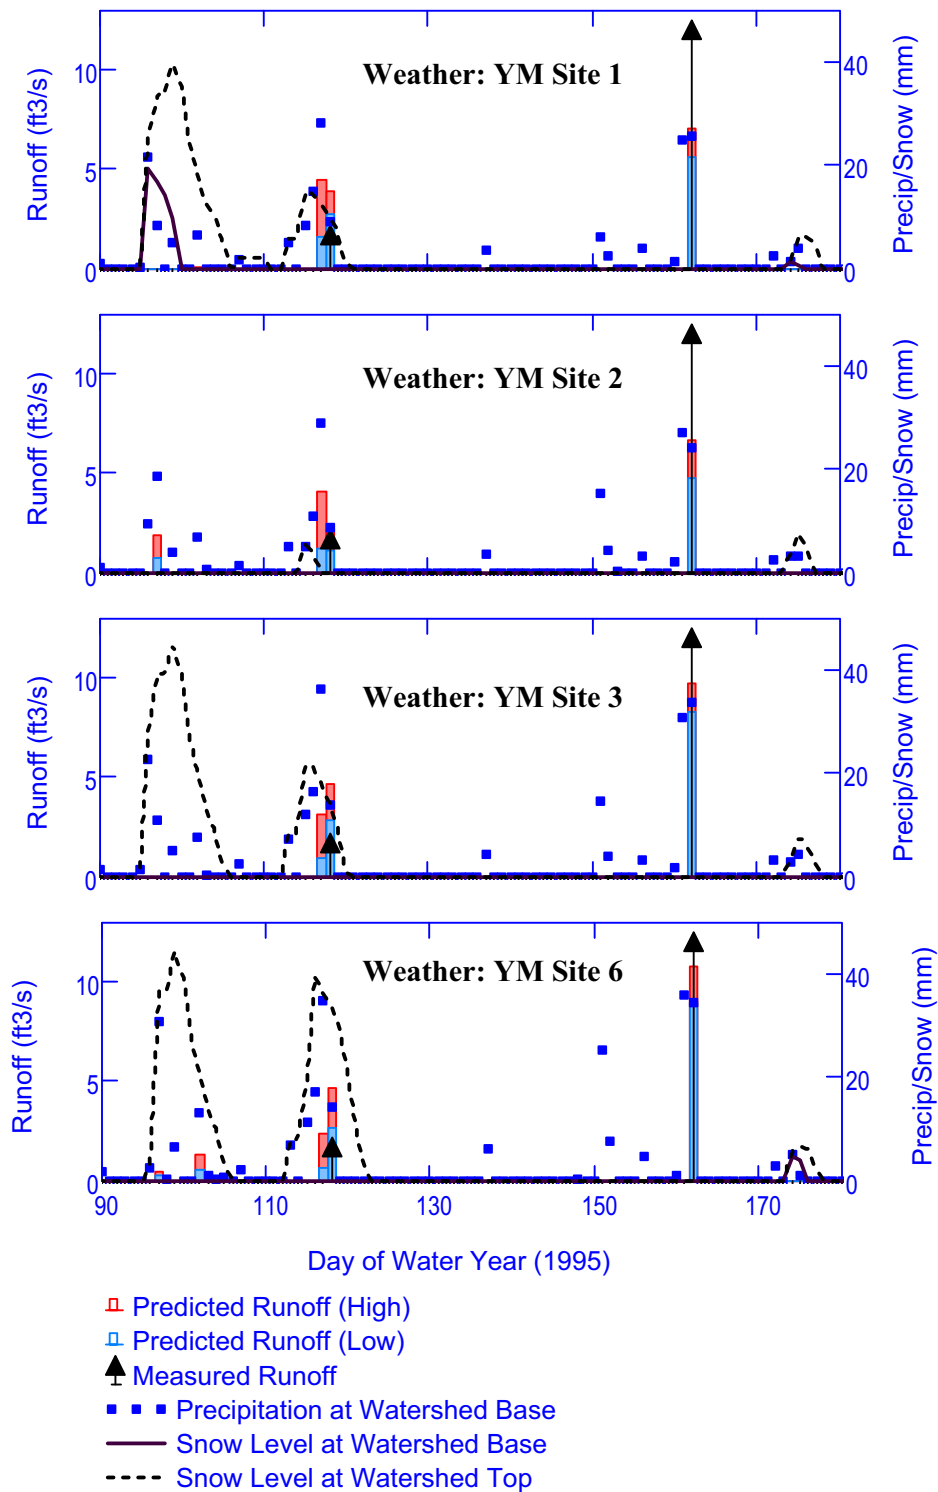 Weather: YM Site 1
Runoff (ft3/s)
Precip/Snow (mm)
10
5
0
40
20
0
Weather: YM Site 2
Runoff (ft3/s)
Precip/Snow (mm)
10
5
0
40
20
0
Weather: YM Site 3
Runoff (ft3/s)
Precip/Snow (mm)
10
5
0
40
20
0
Weather: YM Site 6
Runoff (ft3/s)
Precip/Snow (mm)
10
5
0
40
20
0
90 110 130 150 170
Day of Water Year (1995)
Predicted Runoff (High)
Predicted Runoff (Low)
Measured Runoff
Precipitation at Watershed Base
Snow Level at Watershed Base
Snow Level at Watershed Top